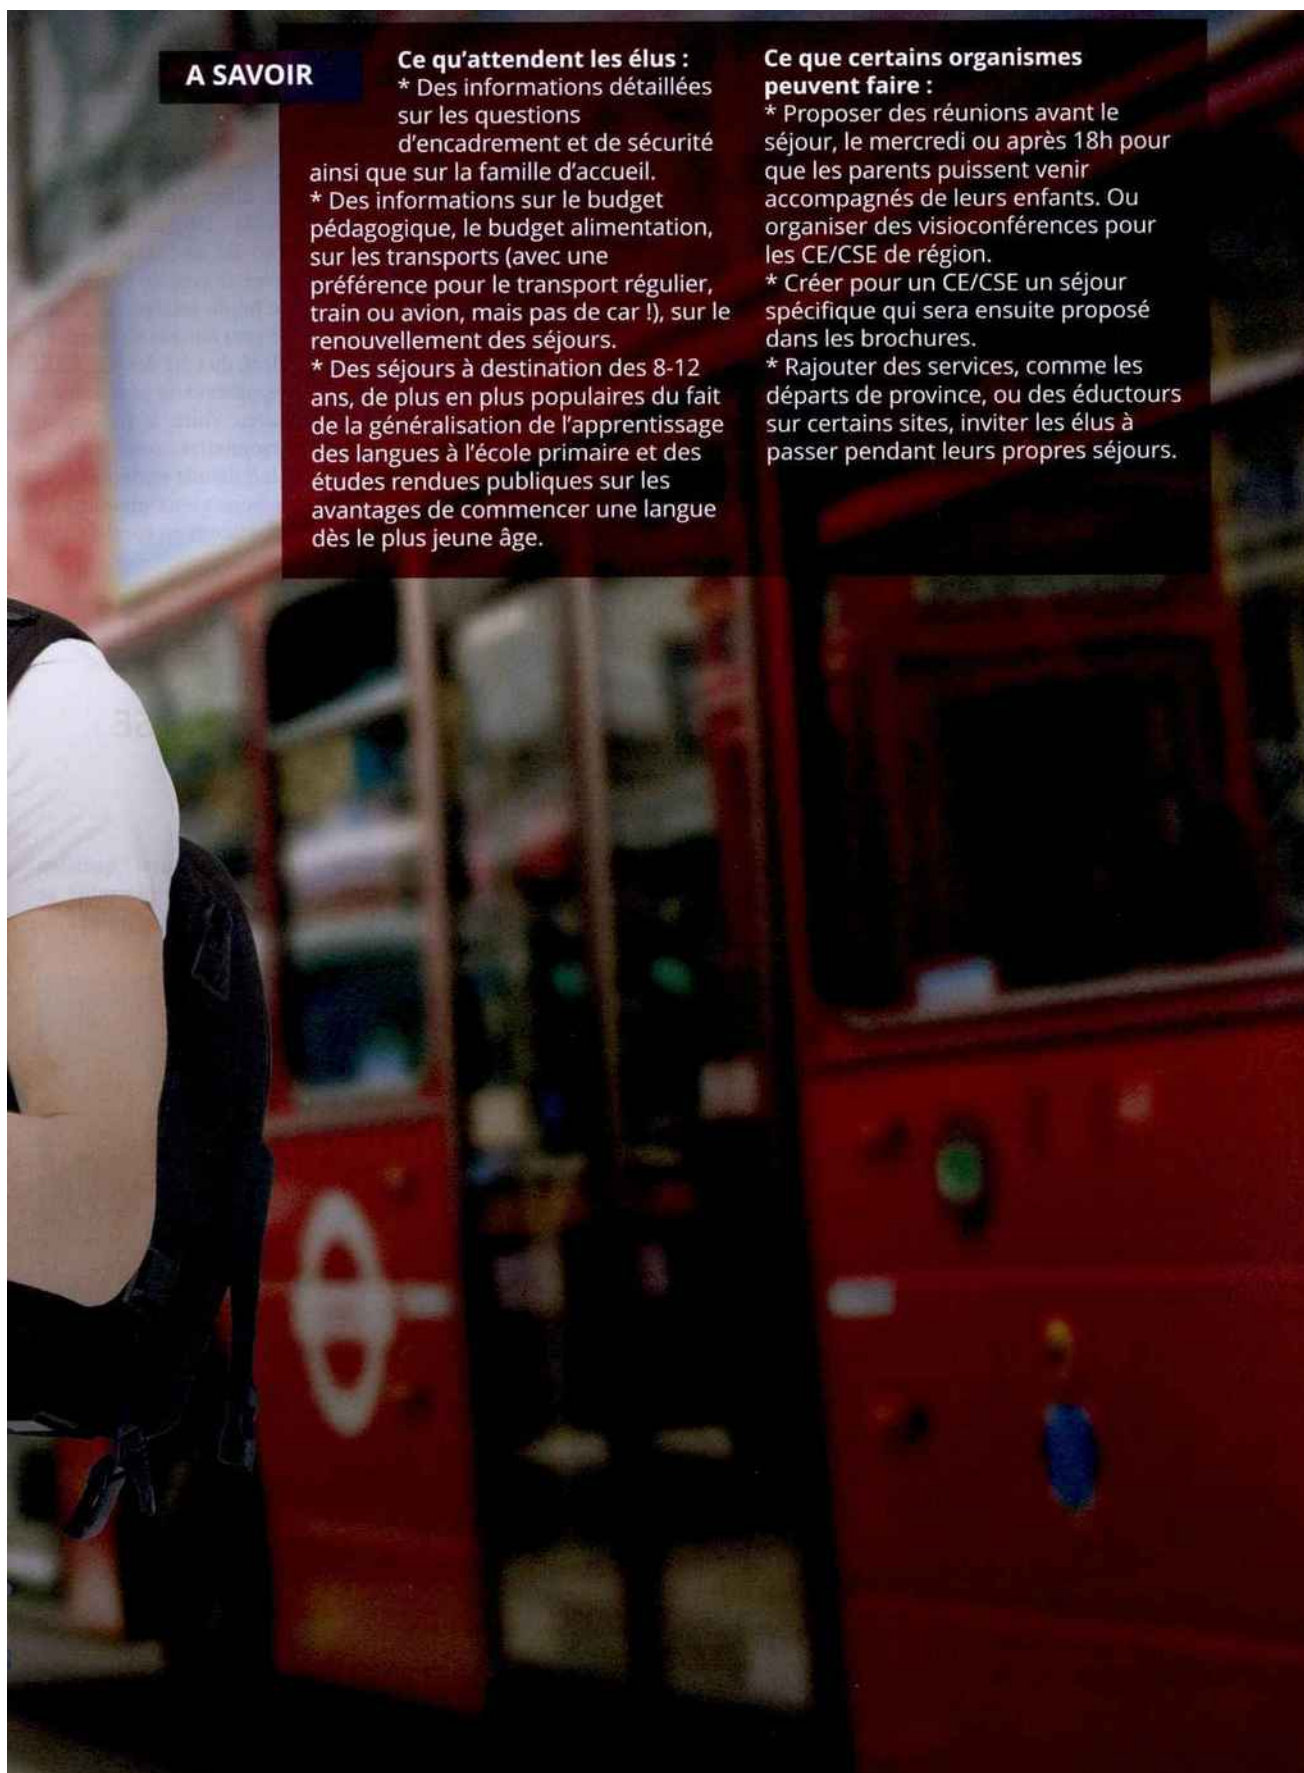 A SAVOIR
Ce qu'attendent les élus :
* Des informations détaillées
sur les questions
d'encadrement et de sécurité
ainsi que sur la famille d'accueil.
* Des informations sur le budget
pédagogique, le budget alimentation,
sur les transports (avec une
préférence pour le transport régulier,
train ou avion, mais pas de car !), sur le
renouvellement des séjours.
* Des séjours à destination des 8-12
ans, de plus en plus populaires du fait
de la généralisation de l'apprentissage
des langues à l'école primaire et des
études rendues publiques sur les
avantages de commencer une langue
dès le plus jeune âge.
Ce que certains organismes
peuvent faire :
* Proposer des réunions avant le
séjour, le mercredi ou après 18h pour
que les parents puissent venir
accompagnés de leurs enfants. Ou
organiser des visioconférences pour
les CE/CSE de région.
* Créer pour un CE/CSE un séjour
spécifique qui sera ensuite proposé
dans les brochures.
* Rajouter des services, comme les
départs de province, ou des éductours
sur certains sites, inviter les élus à
passer pendant leurs propres séjours.